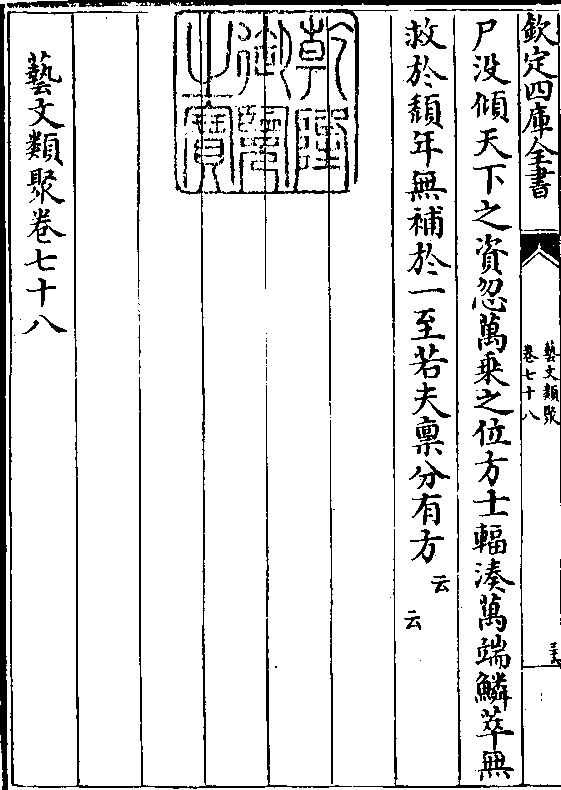 欽定四庫全書
藝文類聚
卷七十八
尸没傾天下之資忽萬乗之位方士輻湊萬端鱗萃無
救於頽年無補於一至若夫禀分有方云
云
乾隆御覽之寶
藝文類聚卷七十八